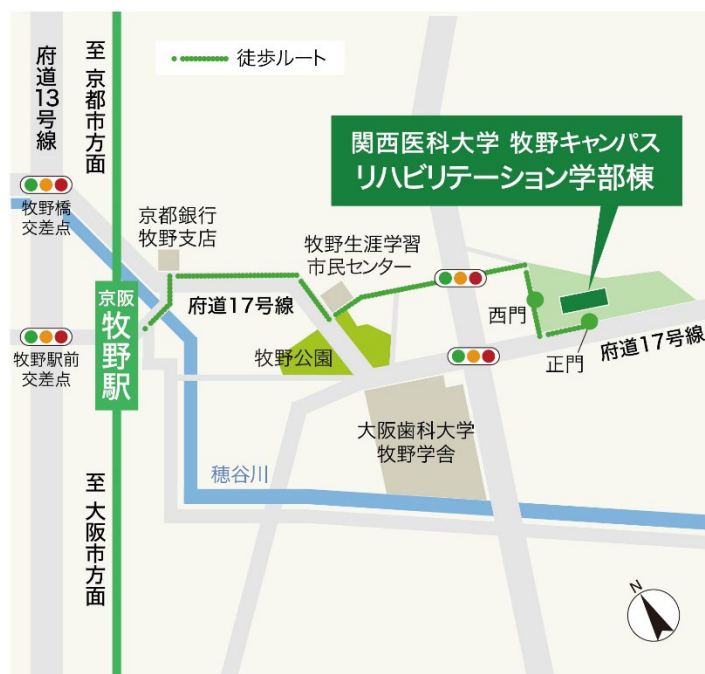 府道13号線
至 京都市方面
徒歩ルート
関西医科大学 牧野キャンパス
リハビリテーション学部棟
牧野橋
交差点
京都銀行
牧野支店
牧野生涯学習
市民センター
京阪
牧野駅
府道17号線
西門
牧野駅前
交差点
牧野公園
正門
府道17号線
大阪歯科大学
牧野学舎
穂谷川
至 大阪市方面
N